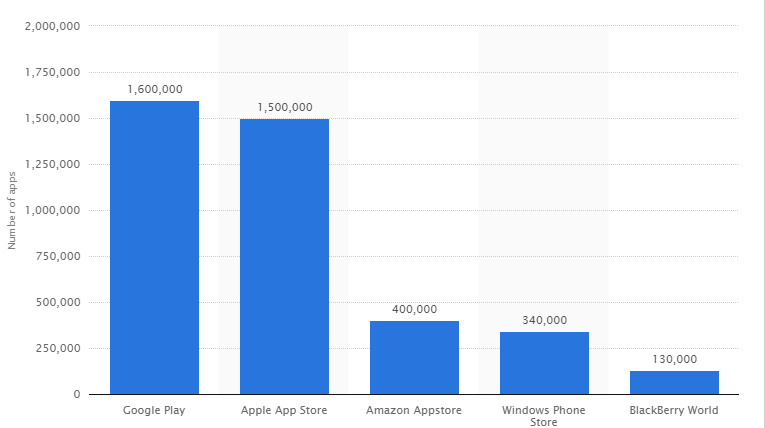 2,000,000
1,750,000
1,600,000
1,500,000
1,500,000
1,250,000
1,000,000
Number of apps
750,000
500,000
400,000
340,000
250,000
130,000
0
Google Play
Apple App Store
Amazon Appstore
Windows Phone
Store
BlackBerry World